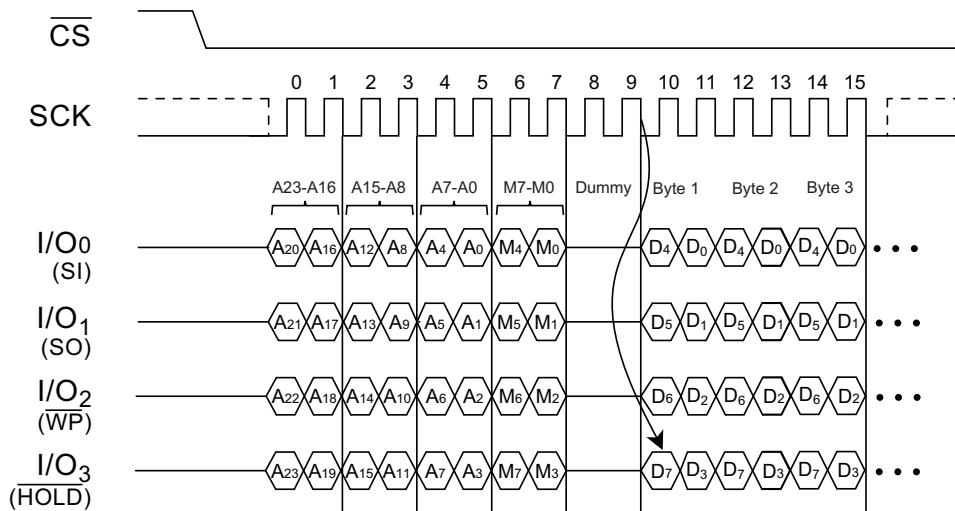 CS
0 1 2 3 4 5 6 7 8 9 10 11 12 13 14 15
SCK
A23-A16 A15-A8 A7-A0 M7-M0 Dummy Byte 1 Byte 2 Byte 3
I/O0 A20 A16 A12 A8 A4 A0 M4 M0 D4 D0 D4 D0 D4 D0 • • •
(SI)
I/O1 A21 A17 A13 A9 A5 A1 M5 M1 D5 D1 D5 D1 D5 D1 • • •
(SO)
I/O2 A22 A18 A14 A10 A6 A2 M6 M2 D6 D2 D6 D2 D6 D2 • • •
(WP)
I/O3 A23 A19 A15 A11 A7 A3 M7 M3 D7 D3 D7 D3 D7 D3 • • •
(HOLD)